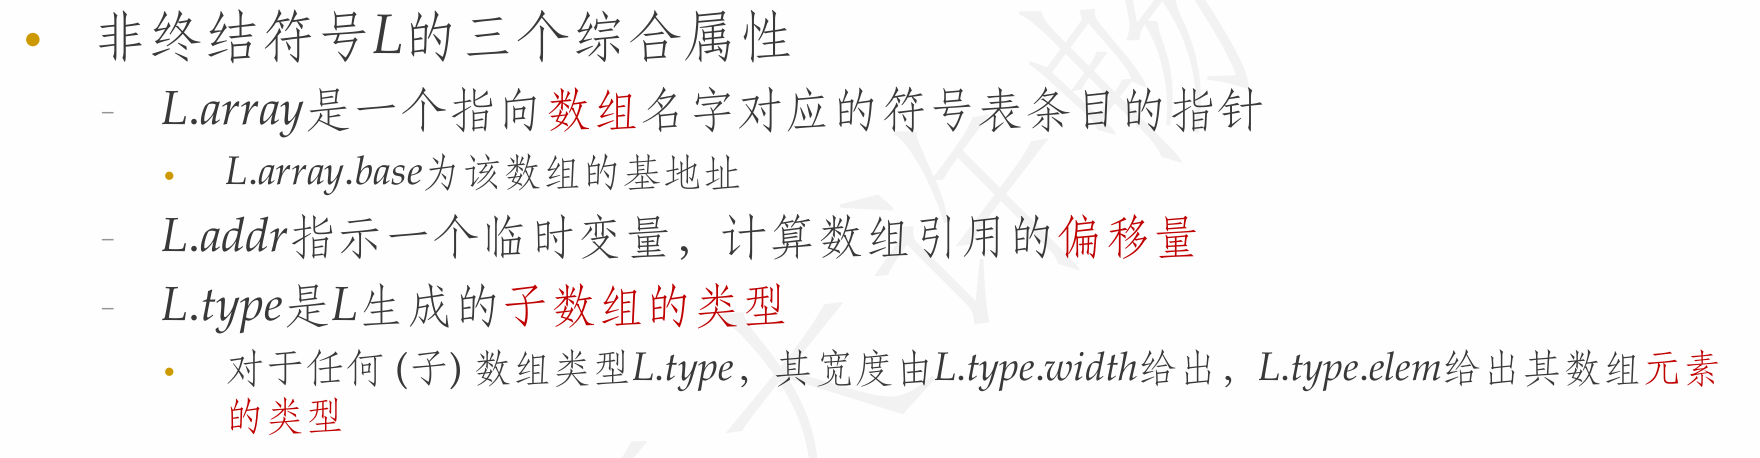 • 非终结符号L的三个综合属性
– L.array是一个指向数组名字对应的符号表条目的指针
• L.array.base为该数组的基地址
– L.addr指示一个临时变量，计算数组引用的偏移量
– L.type是L生成的子数组的类型
• 对于任何 (子) 数组类型L.type，其宽度由L.type.width给出，L.type.elem给出其数组元素
的类型